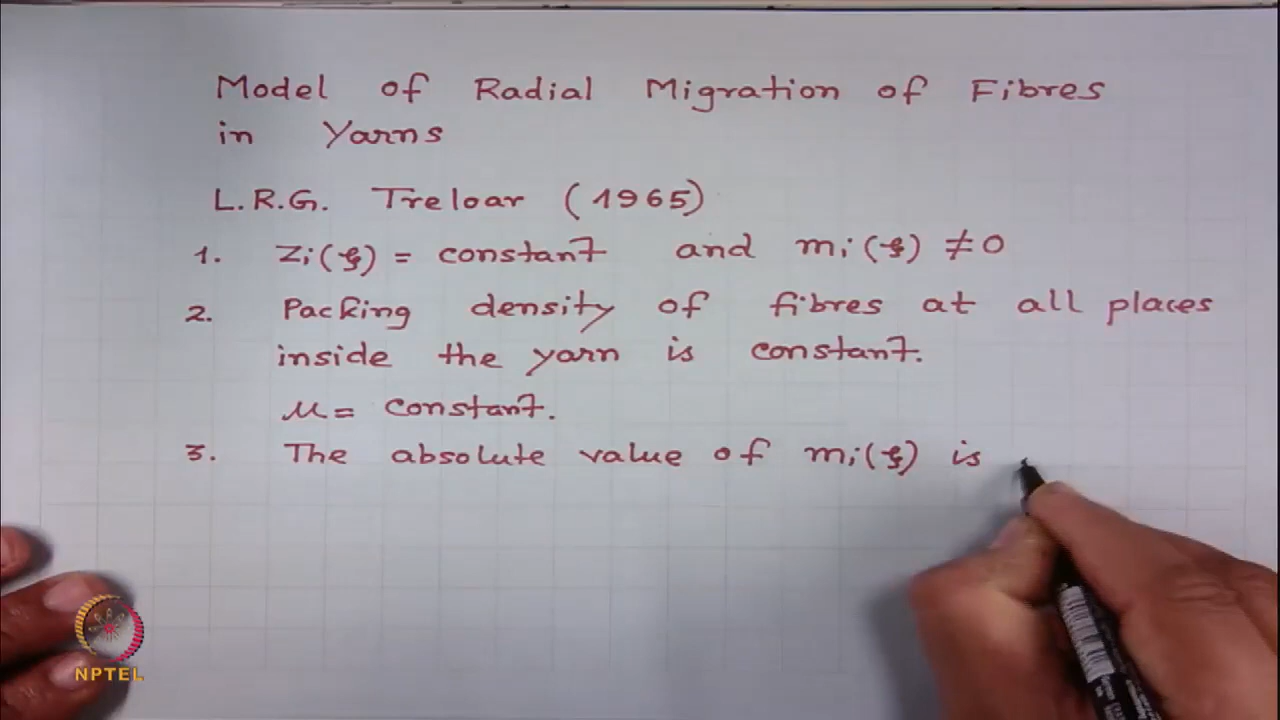 Model of Radial Migration of Fibres
in Yarns
L.R.G. Treloar (1965)
1. Zi(ξ) = constant and mi(ξ) ≠ 0
2. Packing density of fibres at all places
inside the yarn is constant.
μ = constant.
3. The absolute value of mi(ξ) is
NPTEL